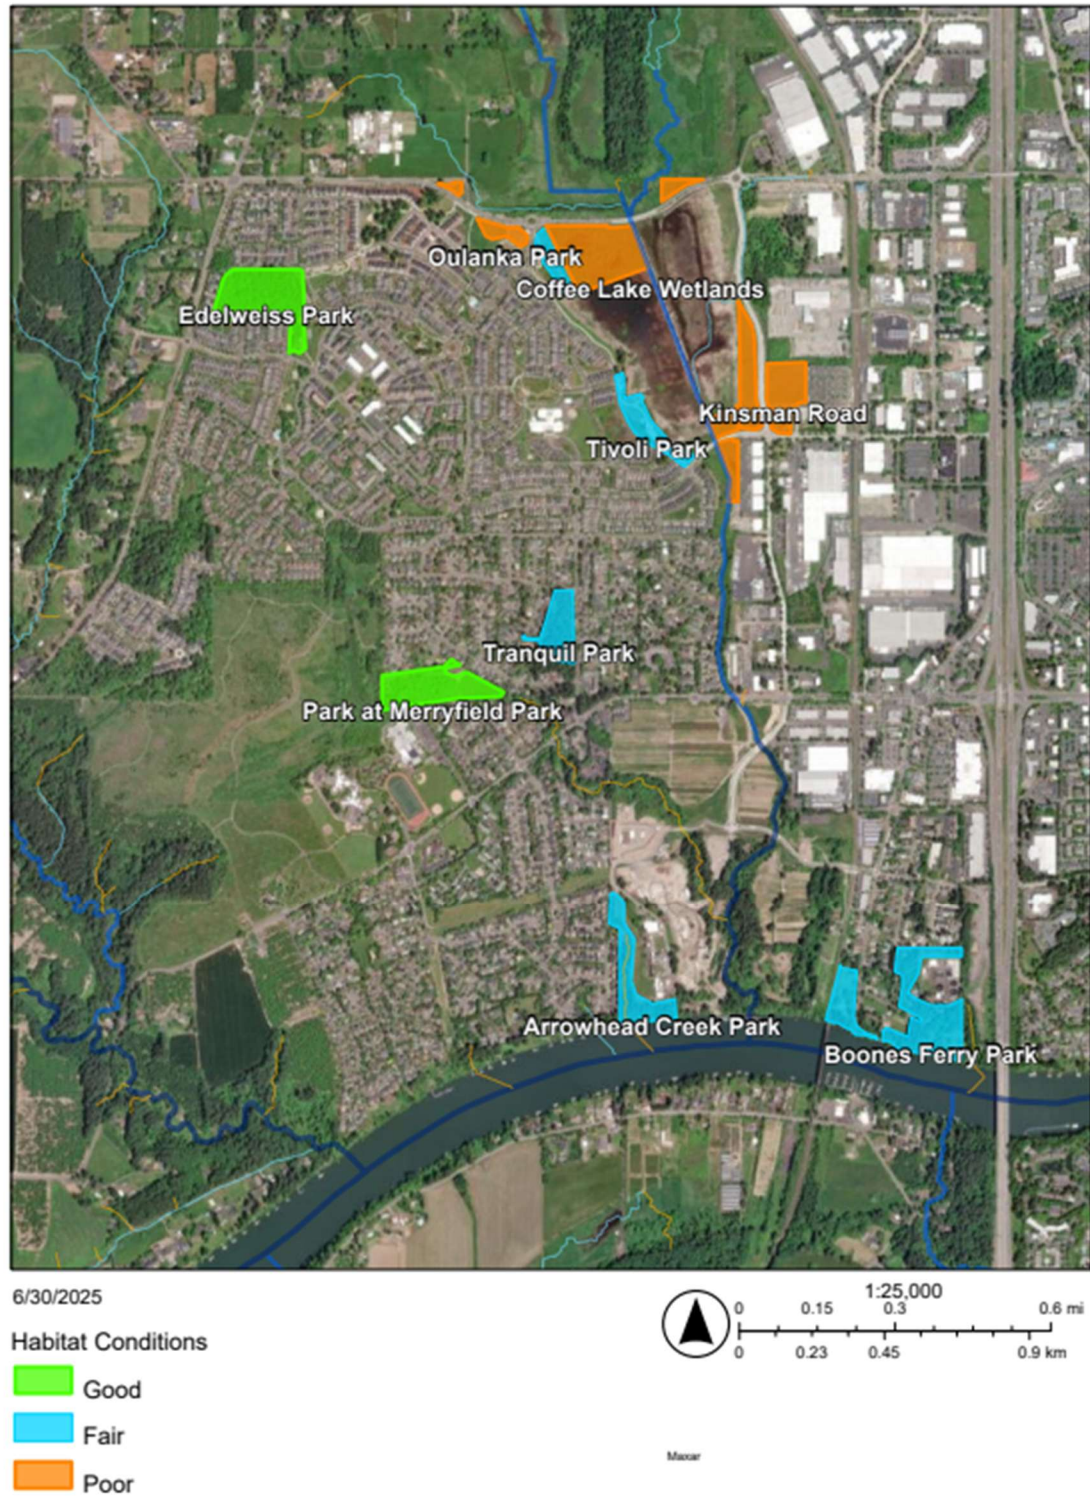 Oulanka Park
Coffee Lake Wetlands
Edelweiss Park
Kinsman Road
Tivoli Park
Tranquil Park
Park at Merryfield Park
Arrowhead Creek Park
Boones Ferry Park
6/30/2025
1:25,000
0 0.15 0.3 0.6 mi
0 0.23 0.45 0.9 km
Habitat Conditions
Good
Fair
Poor
Maxar